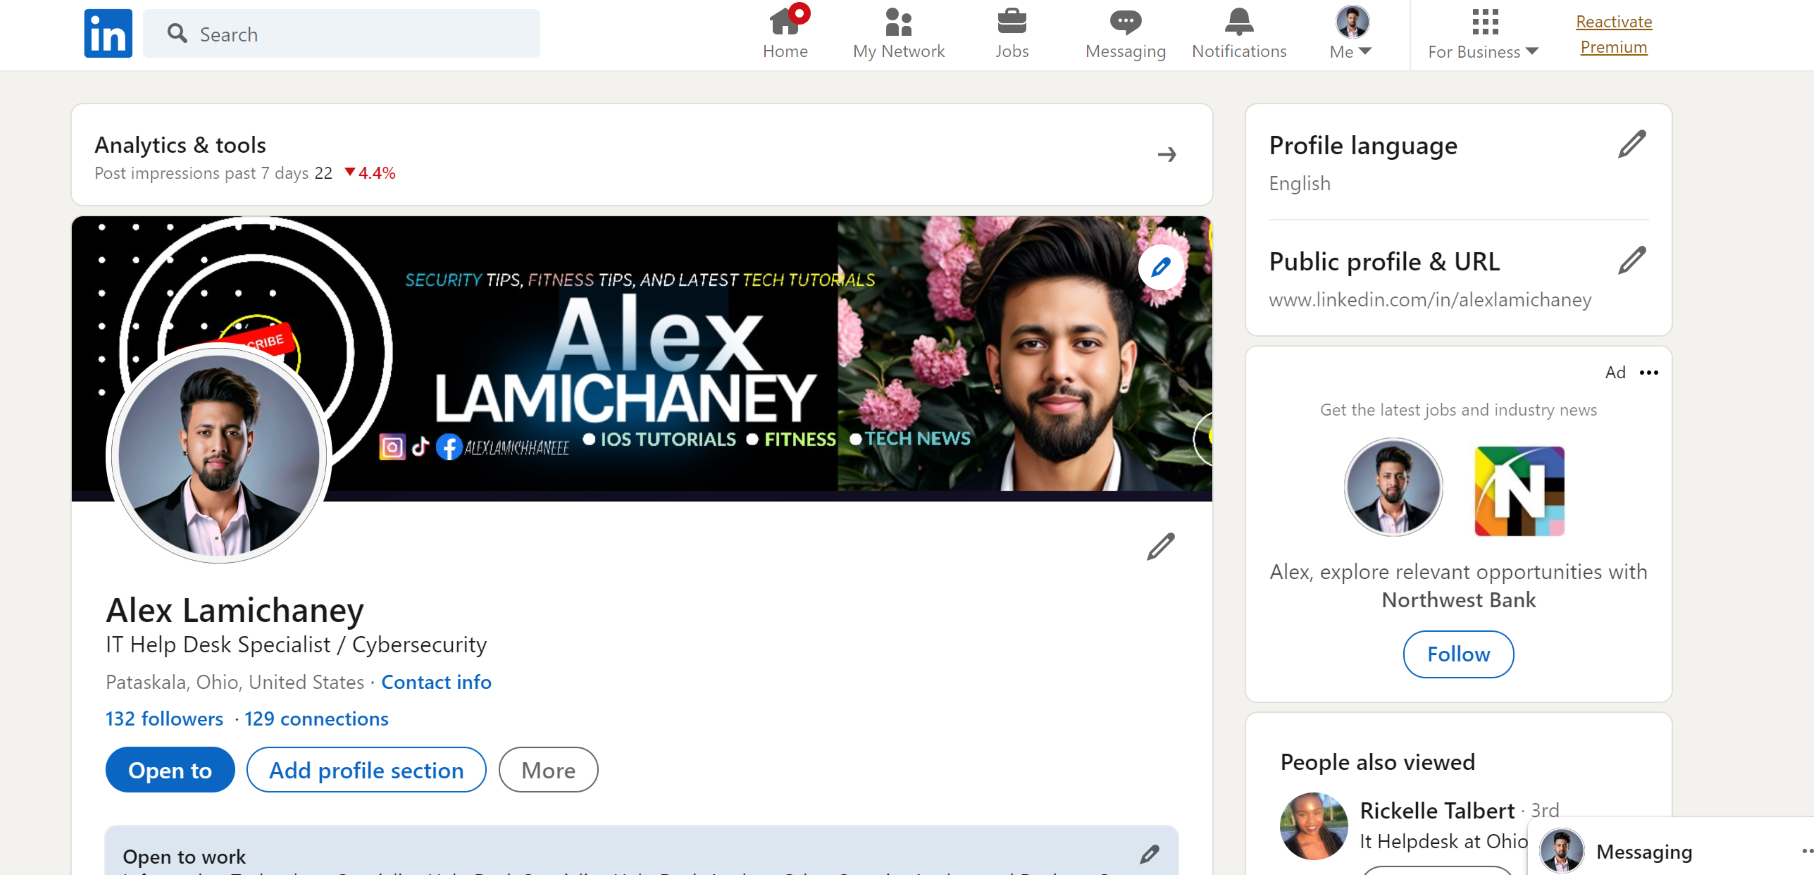 in
Search
Home
My Network
Jobs
Messaging
Notifications
Me
For Business
Reactivate
Premium
Analytics & tools
Post impressions past 7 days 22 ▼4.4%
SECURITY TIPS, FITNESS TIPS, AND LATEST TECH TUTORIALS
Alex
LAMICHANEY
ALEXLAMICHHANEEE
● IOS TUTORIALS ● FITNESS ● TECH NEWS
Alex Lamichaney
IT Help Desk Specialist / Cybersecurity
Pataskala, Ohio, United States · Contact info
132 followers · 129 connections
Open to
Add profile section
More
Open to work
Profile language
English
Public profile & URL
www.linkedin.com/in/alexlamichaney
Ad
Get the latest jobs and industry news
N
Alex, explore relevant opportunities with
Northwest Bank
Follow
People also viewed
Rickelle Talbert · 3rd
It Helpdesk at Ohio
Messaging